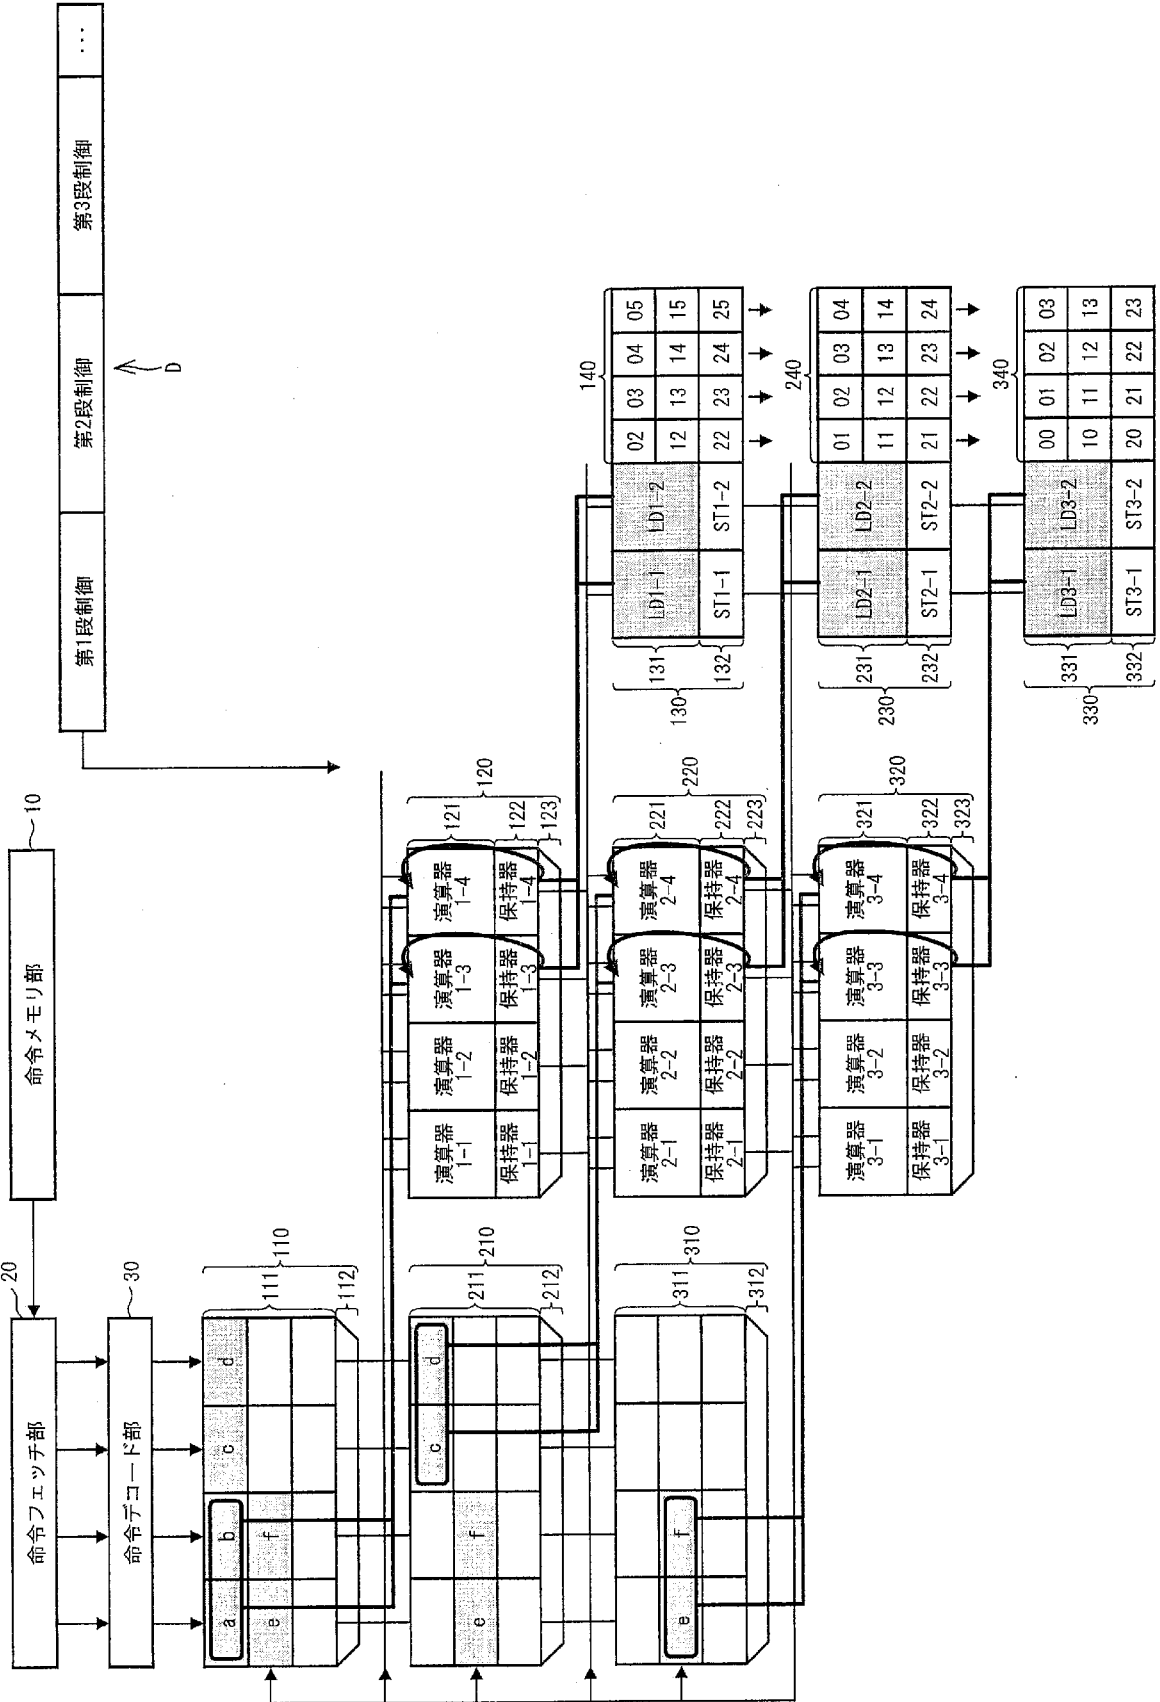 命令メモリ部
10
命令フェッチ部
20
命令デコード部
30
第1段制御
第2段制御
第3段制御
...
D
a
b
c
d
e
f
111
112
110
c
d
e
f
211
212
210
e
f
311
312
310
演算器
1-1
演算器
1-2
演算器
1-3
演算器
1-4
保持器
1-1
保持器
1-2
保持器
1-3
保持器
1-4
121
122
123
120
演算器
2-1
演算器
2-2
演算器
2-3
演算器
2-4
保持器
2-1
保持器
2-2
保持器
2-3
保持器
2-4
221
222
223
220
演算器
3-1
演算器
3-2
演算器
3-3
演算器
3-4
保持器
3-1
保持器
3-2
保持器
3-3
保持器
3-4
321
322
323
320
140
LD1-1
LD1-2
02
03
04
05
12
13
14
15
ST1-1
ST1-2
22
23
24
25
131
132
130
240
LD2-1
LD2-2
01
02
03
04
11
12
13
14
ST2-1
ST2-2
21
22
23
24
231
232
230
340
LD3-1
LD3-2
00
01
02
03
10
11
12
13
ST3-1
ST3-2
20
21
22
23
331
332
330